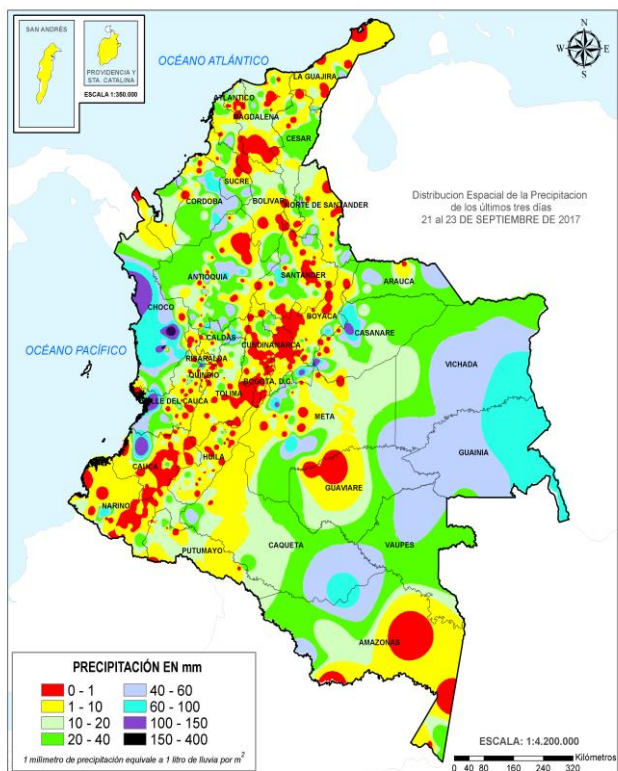 SAN ANDRÉS
PROVIDENCIA Y
STA. CATALINA
ESCALA 1:350.000
OCÉANO ATLÁNTICO
N
W
E
S
LA GUAJIRA
ATLANTICO
MAGDALENA
CESAR
SUCRE
CORDOBA
BOLIVAR
NORTE DE SANTANDER
Distribucion Espacial de la Precipitacion
de los últimos tres días
21 al 23 DE SEPTIEMBRE DE 2017
ANTIOQUIA
SANTANDER
ARAUCA
CHOCO
BOYACA
CASANARE
OCÉANO PACÍFICO
CALDAS
CUNDINAMARCA
RISARALDA
VICHADA
QUINDIO
BOGOTA, D.C.
TOLIMA
VALLE DEL CAUCA
META
GUAINIA
HUILA
CAUCA
GUAVIARE
NARIÑO
PUTUMAYO
CAQUETA
VAUPES
AMAZONAS
PRECIPITACIÓN EN mm
0 - 1
40 - 60
1 - 10
60 - 100
10 - 20
100 - 150
20 - 40
150 - 400
1 milimetro de precipitación equivale a 1 litro de lluvia por m2
ESCALA: 1:4.200.000
Kilómetros
0 40 80 160 240 320